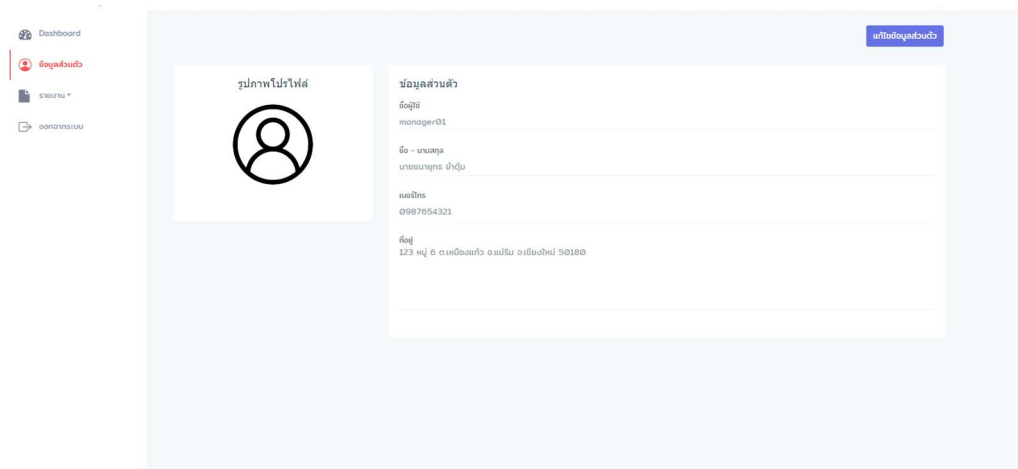 Dashboard
ข้อมูลส่วนตัว
รายงาน
ออกจากระบบ
แก้ไขข้อมูลส่วนตัว
รูปภาพโปรไฟล์
ข้อมูลส่วนตัว
ชื่อผู้ใช้
manager01
ชื่อ - นามสกุล
นายชนายุทธ ขำตุ้ม
เบอร์โทร
0987654321
ที่อยู่
123 หมู่ 6 ต.เหมืองแก้ว อ.แม่ริม จ.เชียงใหม่ 50180